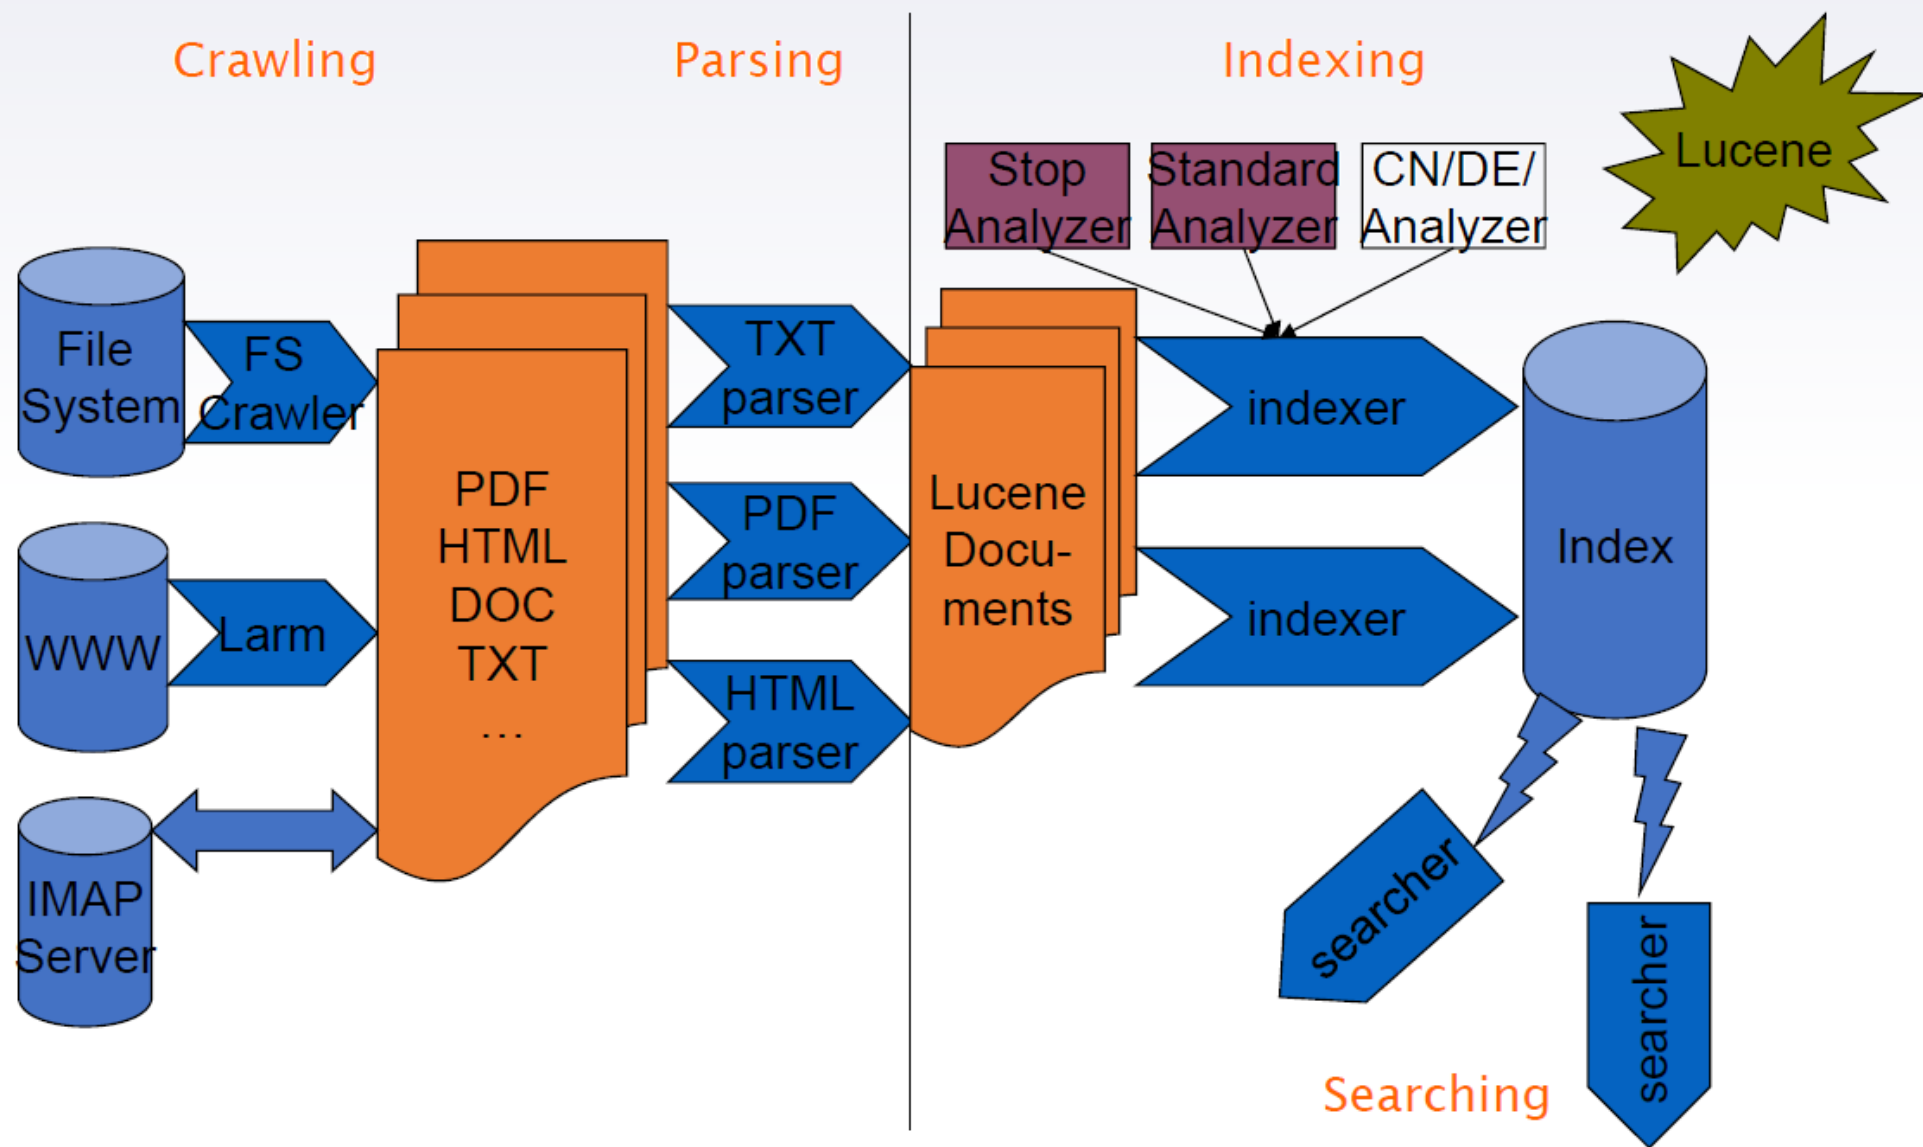 Crawling
Parsing
Indexing
Lucene
Stop
Analyzer
Standard
Analyzer
CN/DE/
Analyzer
File
System
FS
Crawler
WWW
Larm
IMAP
Server
PDF
HTML
DOC
TXT
...
TXT
parser
PDF
parser
HTML
parser
Lucene
Docu-
ments
indexer
indexer
Index
searcher
searcher
Searching